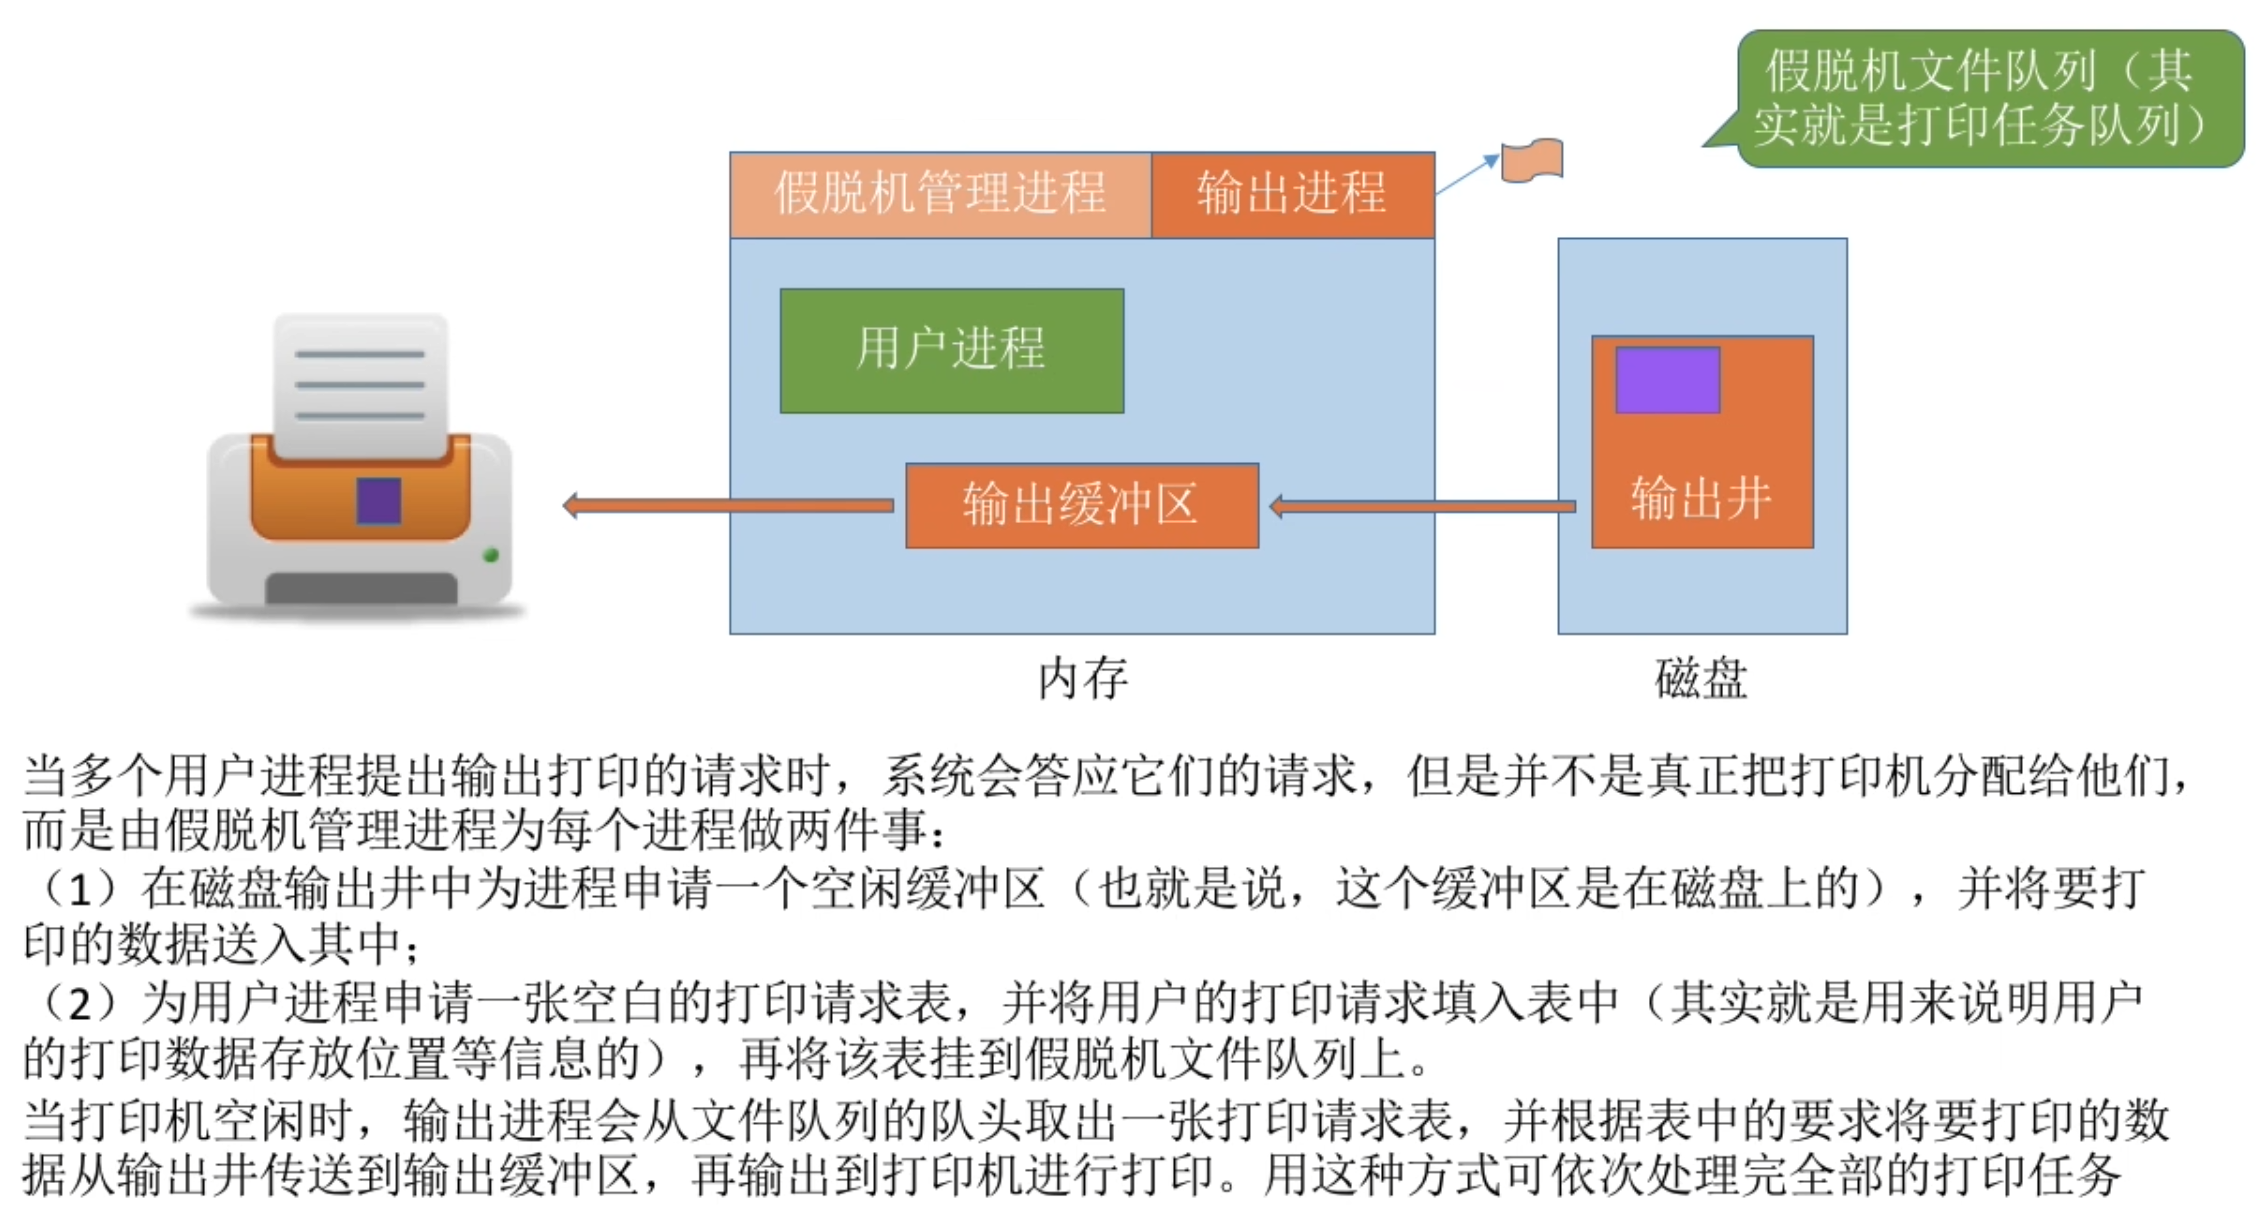 假脱机文件队列（其
实就是打印任务队列）
假脱机管理进程
输出进程
用户进程
输出缓冲区
输出井
内存
磁盘
当多个用户进程提出输出打印的请求时，系统会答应它们的请求，但是并不是真正把打印机分配给他们，
而是由假脱机管理进程为每个进程做两件事：
（1）在磁盘输出井中为进程申请一个空闲缓冲区（也就是说，这个缓冲区是在磁盘上的），并将要打
印的数据送入其中；
（2）为用户进程申请一张空白的打印请求表，并将用户的打印请求填入表中（其实就是用来说明用户
的打印数据存放位置等信息的），再将该表挂到假脱机文件队列上。
当打印机空闲时，输出进程会从文件队列的队头取出一张打印请求表，并根据表中的要求将要打印的数
据从输出井传送到输出缓冲区，再输出到打印机进行打印。用这种方式可依次处理完全部的打印任务